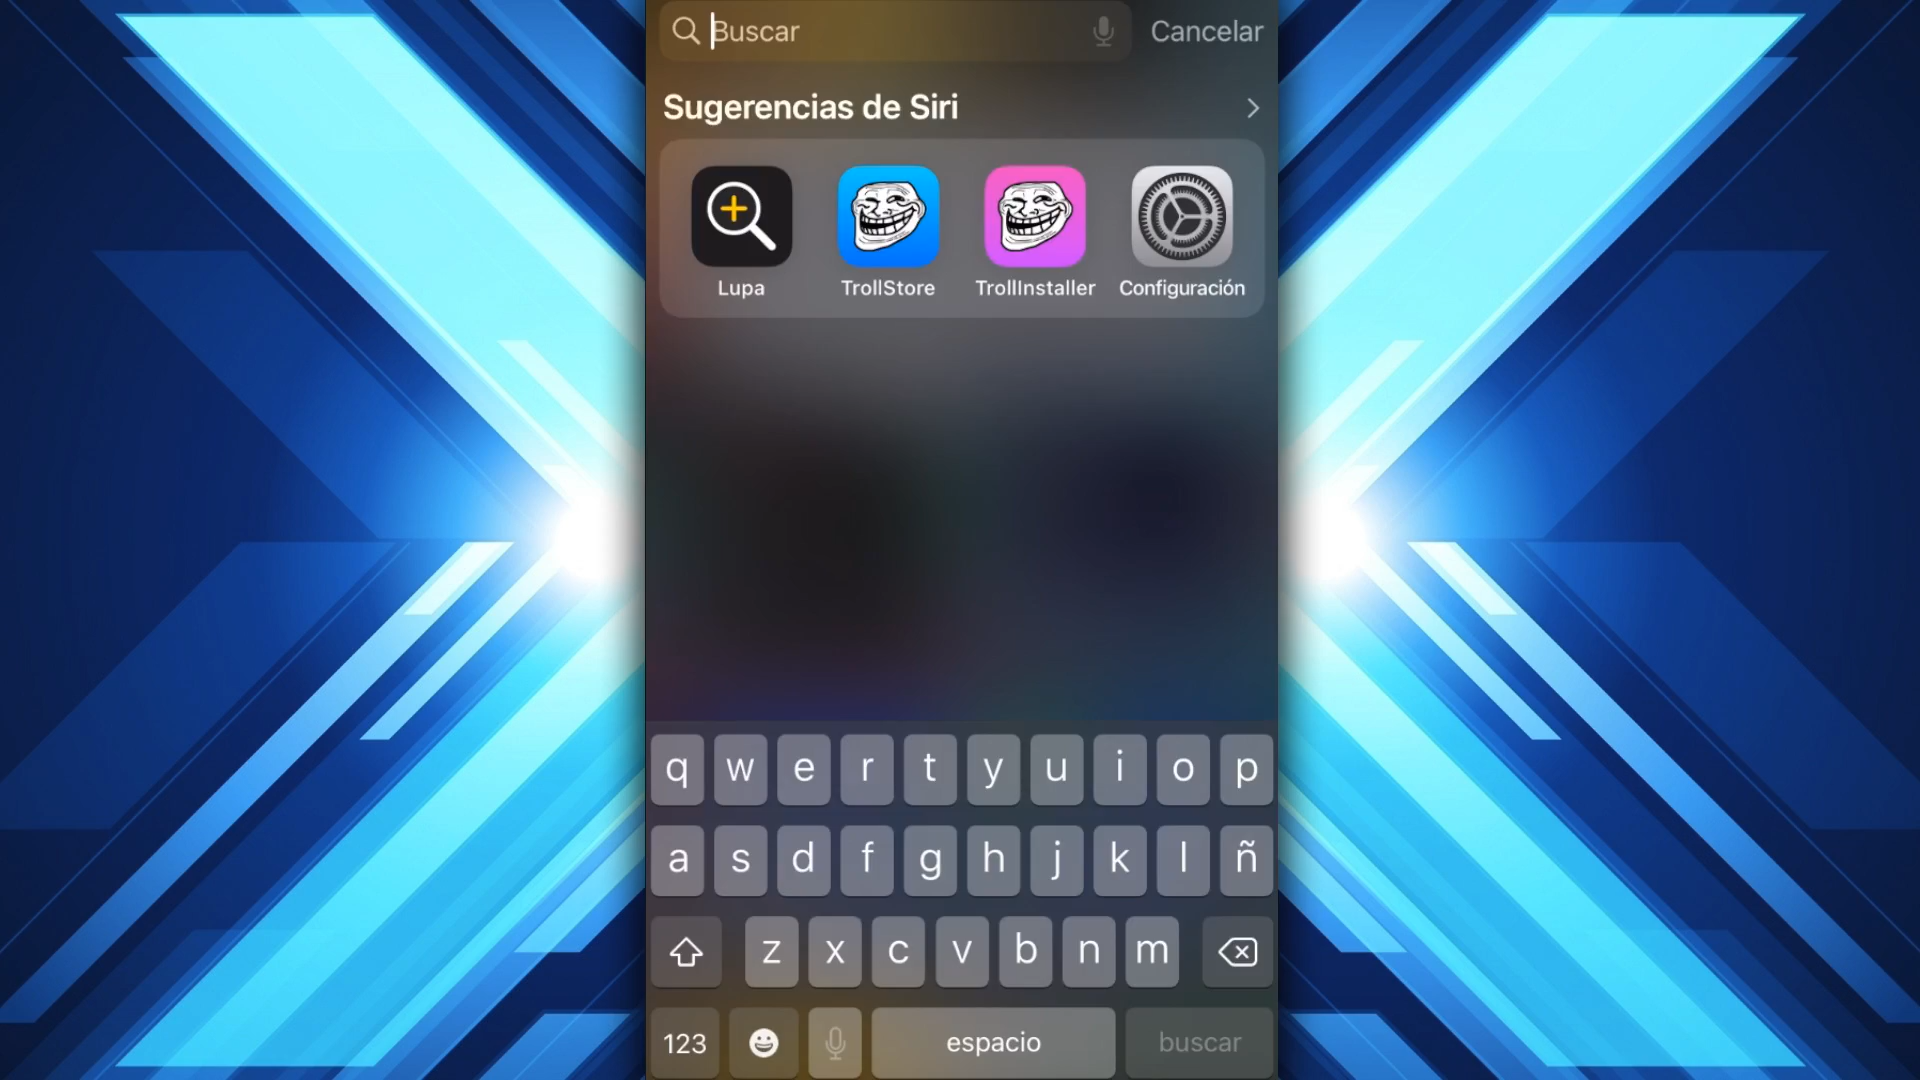 Buscar
Cancelar
Sugerencias de Siri
Lupa
TrollStore
TrollInstaller
Configuración
q w e r t y u i o p
a s d f g h j k l ñ
z x c v b n m
123
espacio
buscar